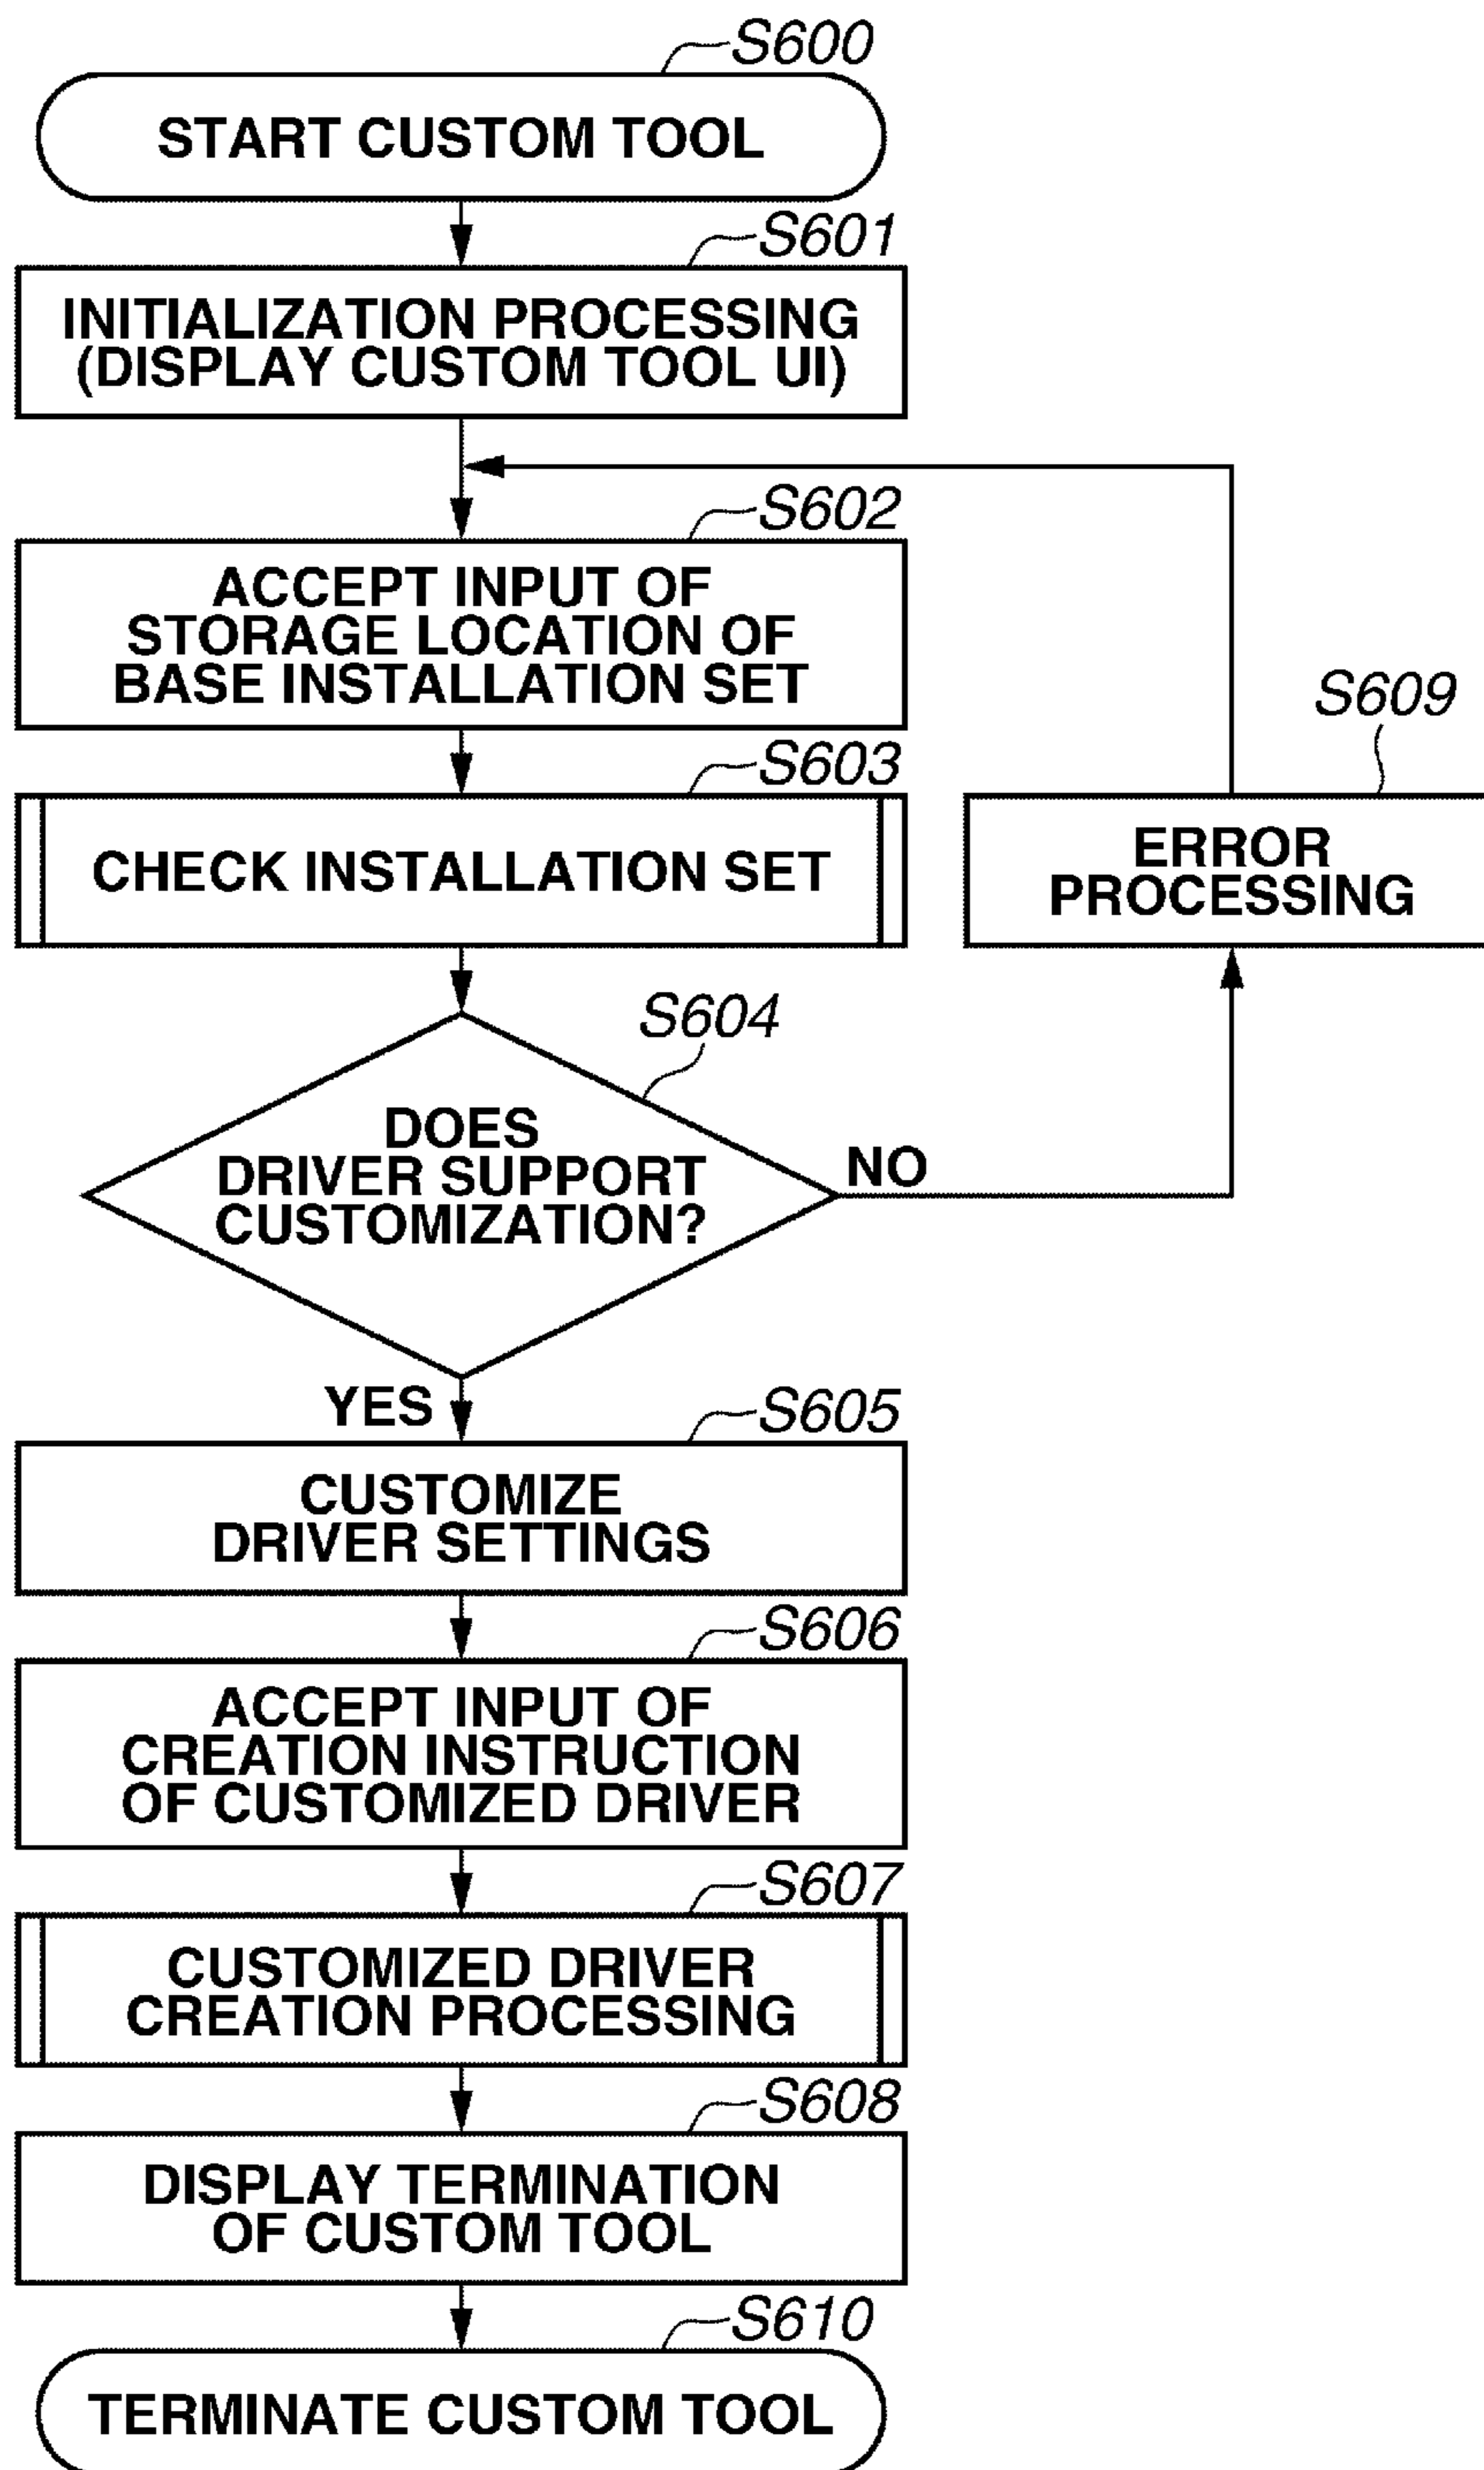 S600
START CUSTOM TOOL
S601
INITIALIZATION PROCESSING
(DISPLAY CUSTOM TOOL UI)
S602
ACCEPT INPUT OF
STORAGE LOCATION OF
BASE INSTALLATION SET
S603
CHECK INSTALLATION SET
S609
ERROR
PROCESSING
S604
DOES
DRIVER SUPPORT
CUSTOMIZATION?
NO
YES
S605
CUSTOMIZE
DRIVER SETTINGS
S606
ACCEPT INPUT OF
CREATION INSTRUCTION
OF CUSTOMIZED DRIVER
S607
CUSTOMIZED DRIVER
CREATION PROCESSING
S608
DISPLAY TERMINATION
OF CUSTOM TOOL
S610
TERMINATE CUSTOM TOOL